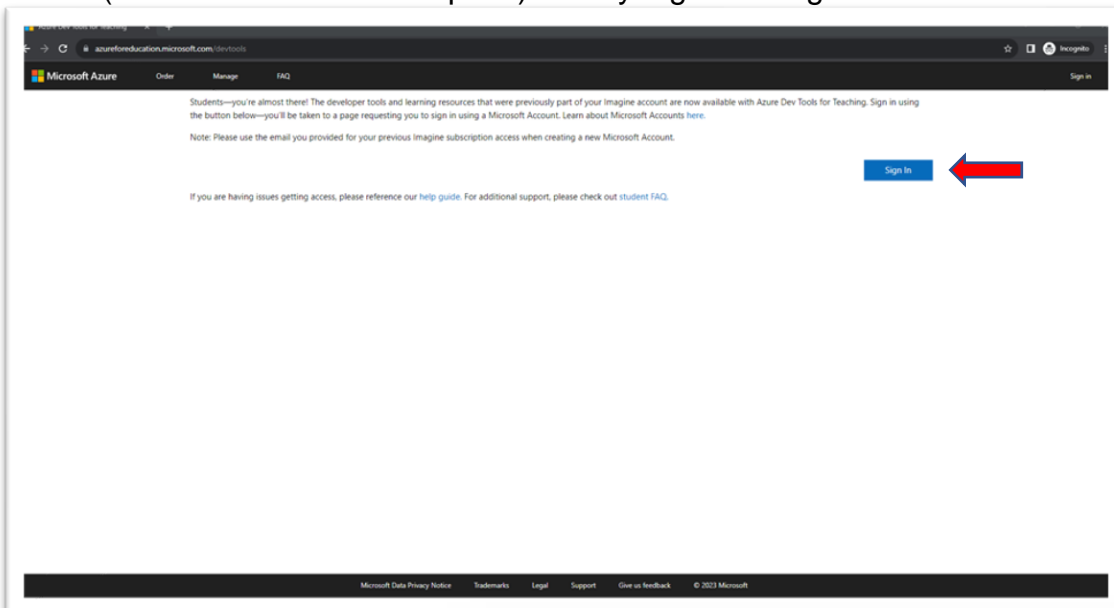 Azure Dev Tools for Teaching
azureforeducation.microsoft.com/devtools
Incognito
Microsoft Azure Order Manage FAQ Sign in
Students—you're almost there! The developer tools and learning resources that were previously part of your Imagine account are now available with Azure Dev Tools for Teaching. Sign in using
the button below—you'll be taken to a page requesting you to sign in using a Microsoft Account. Learn about Microsoft Accounts here.
Note: Please use the email you provided for your previous Imagine subscription access when creating a new Microsoft Account.
Sign In
If you are having issues getting access, please reference our help guide. For additional support, please check out student FAQ.
Microsoft Data Privacy Notice Trademarks Legal Support Give us feedback © 2023 Microsoft